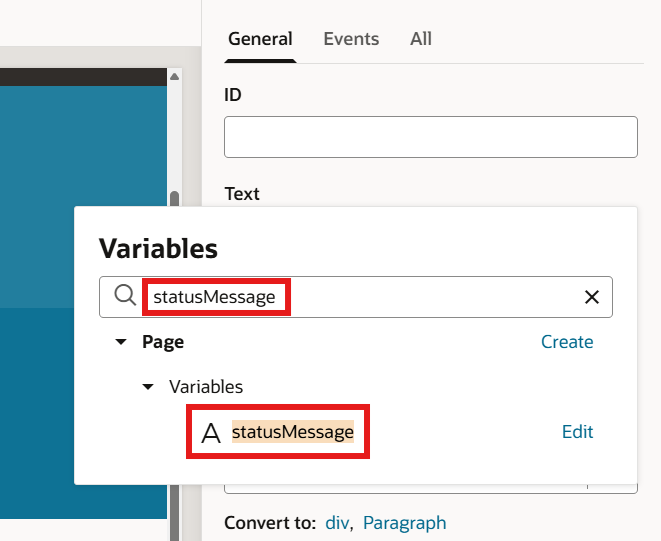 General Events All
ID
Text
Variables
statusMessage
Page Create
Variables
A statusMessage Edit
Convert to: div, Paragraph